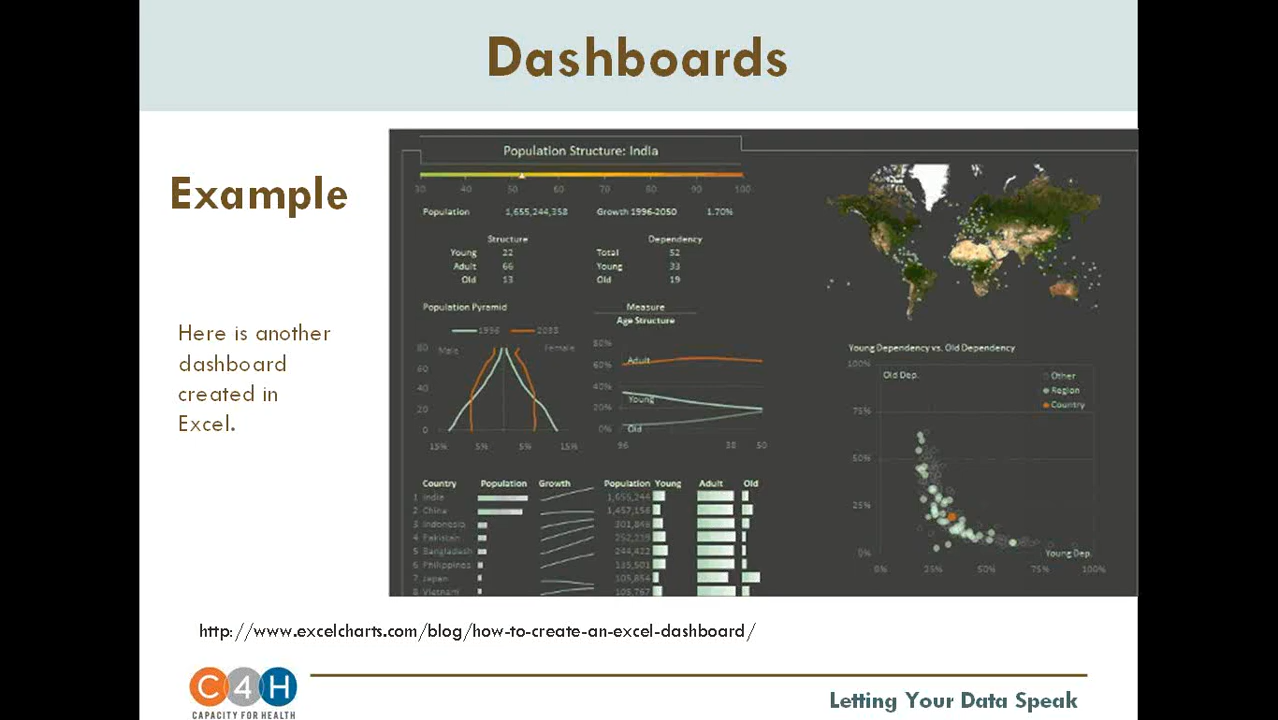 Dashboards
Example
Here is another
dashboard
created in
Excel.
Population Structure: India
30 40 50 60 70 80 90 100
Population 1,655,244,358 Growth 1996-2050 1.70%
Structure Dependency
Young 22 Total 52
Adult 66 Young 33
Old 13 Old 19
Population Pyramid Measure
Age Structure
1996
Male Female
80
60
40
20
0
15% 5% 5% 15%
80%
60%
40%
20%
0%
Adult
Young
Old
96 38 50
Country Population Growth Population Young Adult Old
1 India 1,655,244
2 China 1,457,156
3 Indonesia 301,849
4 Pakistan 252,239
5 Bangladesh 244,422
6 Philippines 135,501
7 Japan 105,854
8 Vietnam 105,767
Young Dependency vs. Old Dependency
100%
75%
50%
25%
0%
Old Dep.
Other
Region
Country
Young Dep.
0% 25% 50% 75% 100%
http://www.excelcharts.com/blog/how-to-create-an-excel-dashboard/
C4H
CAPACITY FOR HEALTH
Letting Your Data Speak